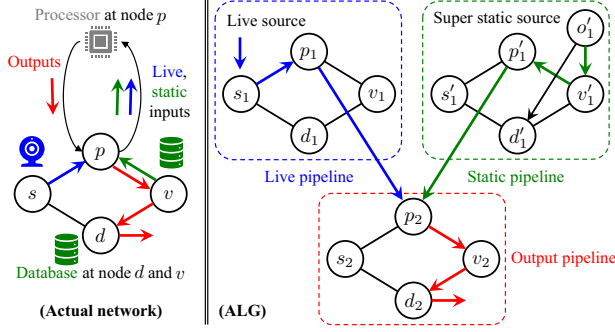 Processor at node p
Outputs
Live,
static
inputs
p
s
v
d
Database at node d and v
(Actual network)
Live source
p₁
s₁
v₁
d₁
Live pipeline
Super static source
o′₁
p′₁
s′₁
v′₁
d′₁
Static pipeline
p₂
s₂
v₂
d₂
Output pipeline
(ALG)